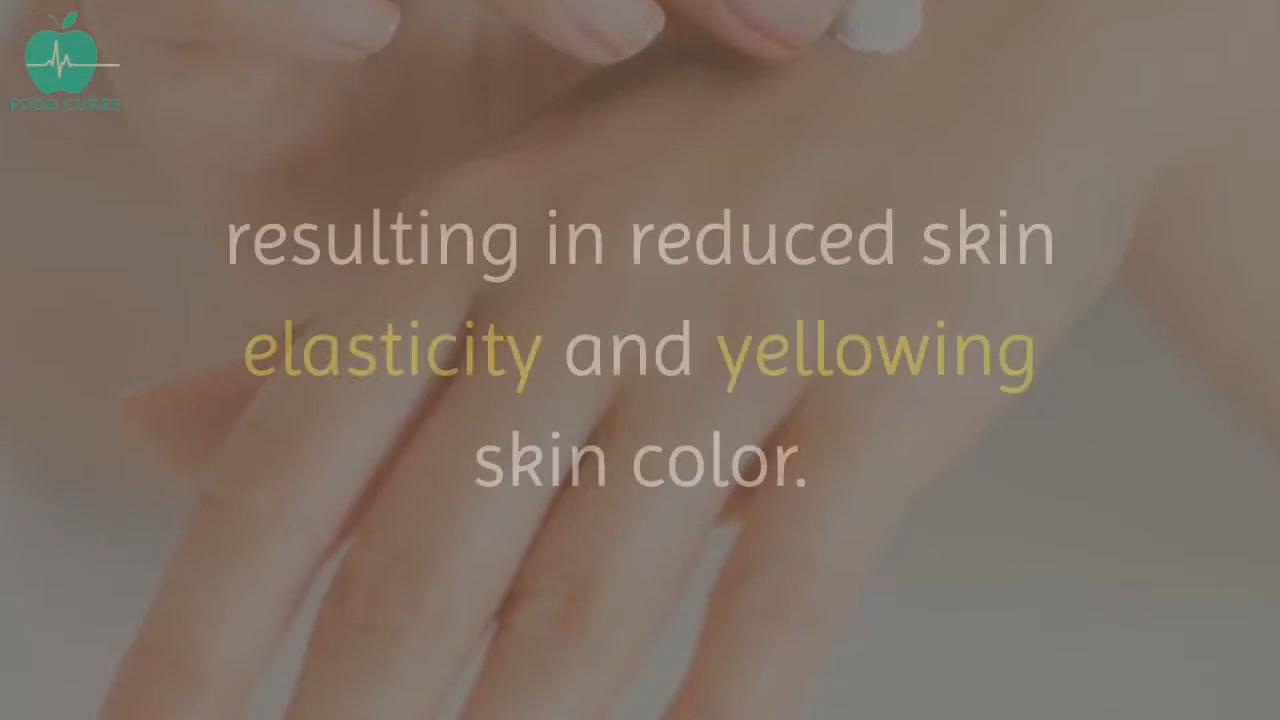 FOOD CURES
resulting in reduced skin
elasticity and yellowing
skin color.